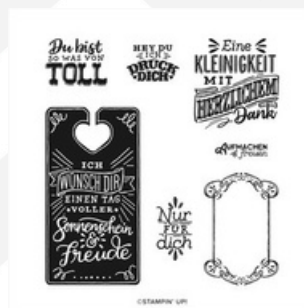 Du bist
SO WAS VON
TOLL
HEY DU
ICH
DRÜCK
DICH
Eine
KLEINIGKEIT
MIT
HERZLICHEM
Dank
AUFMACHEN
& freuen
ICH
WÜNSCH DIR
EINEN TAG
VOLLER
Sonnenschein
&
Freude
Nur
FÜR
dich
©STAMPIN' UP!